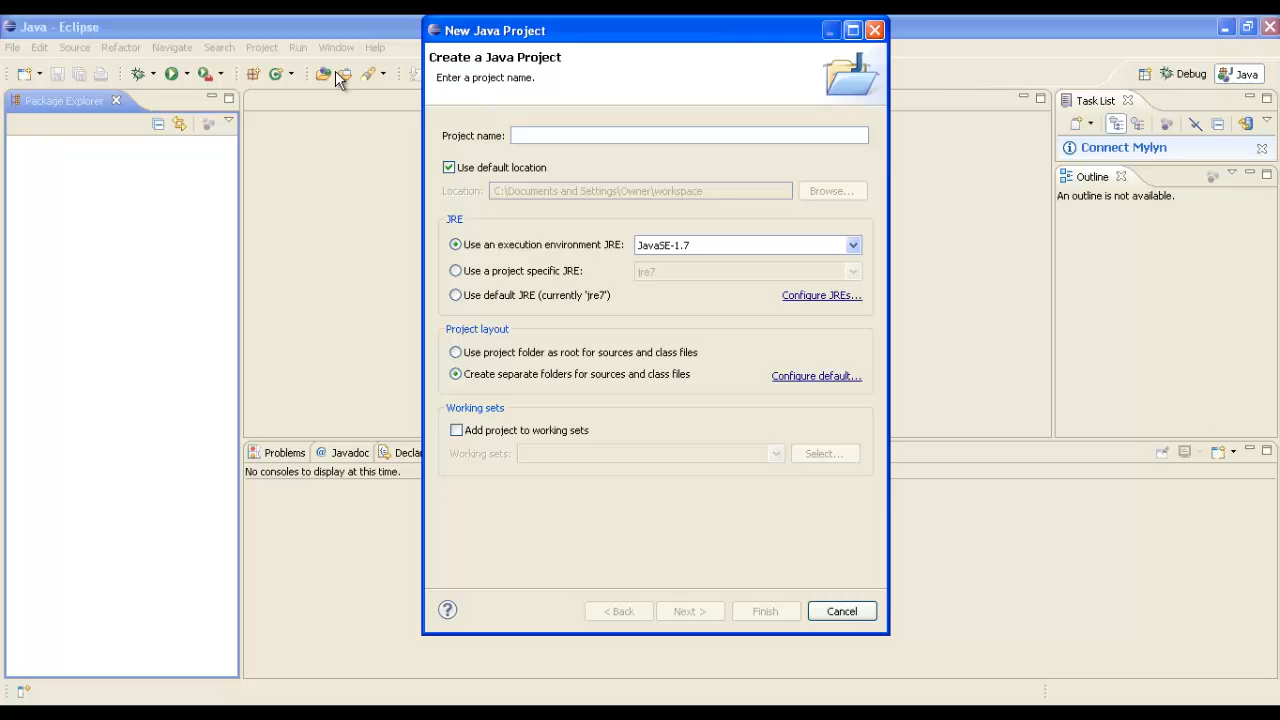 Java - Eclipse
File Edit Source Refactor Navigate Search Project Run Window Help
Debug
Java
Package Explorer
New Java Project
Create a Java Project
Enter a project name.
Project name:
Use default location
Location: C:\Documents and Settings\Owner\workspace Browse...
JRE
Use an execution environment JRE: JavaSE-1.7
Use a project specific JRE: jre7
Use default JRE (currently 'jre7') Configure JREs...
Project layout
Use project folder as root for sources and class files
Create separate folders for sources and class files Configure default...
Working sets
Add project to working sets
Working sets: Select...
< Back Next > Finish Cancel
Task List
Connect Mylyn
Outline
An outline is not available.
Problems @ Javadoc Declar
No consoles to display at this time.